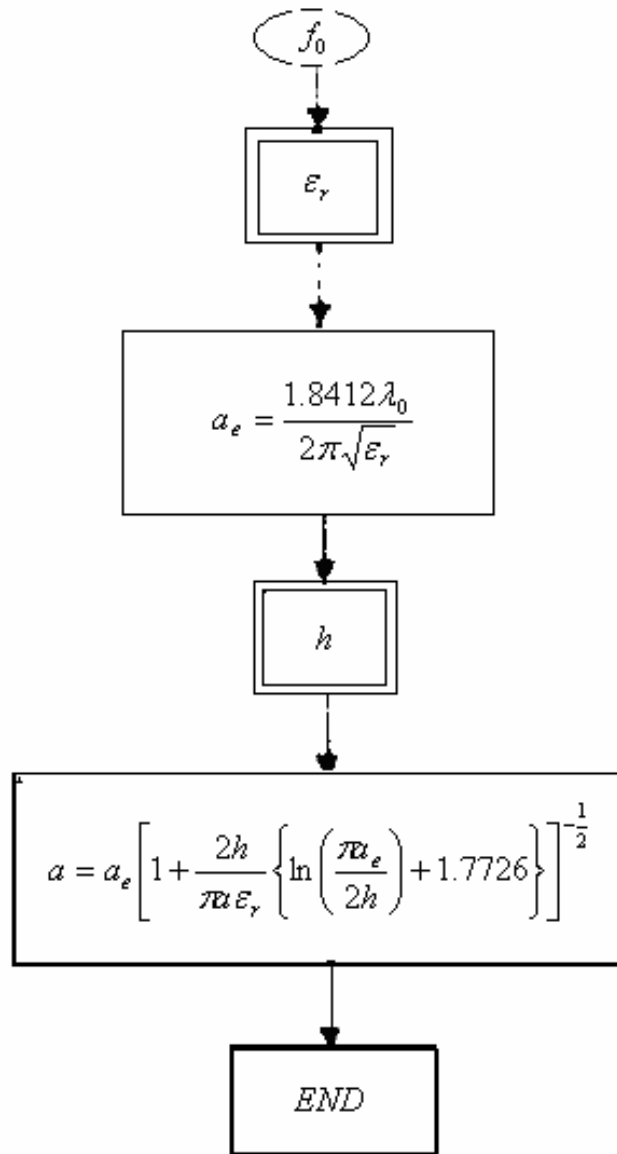 f₀
εᵣ
aₑ = 1.8412λ₀ / 2π√εᵣ
h
a = aₑ[1 + 2h/πaεᵣ {ln(πaₑ/2h) + 1.7726}]^(-1/2)
END